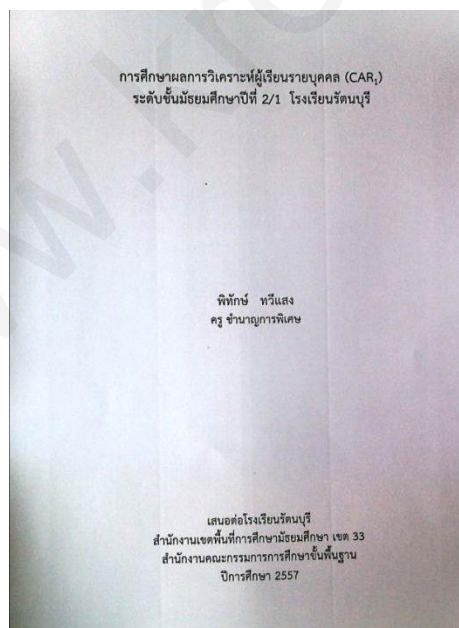 การศึกษาผลการวิเคราะห์ผู้เรียนรายบุคคล (CAR₁)
ระดับชั้นมัธยมศึกษาปีที่ 2/1 โรงเรียนรัตนบุรี
พิทักษ์ ทวีแสง
ครู ชำนาญการพิเศษ
เสนอต่อโรงเรียนรัตนบุรี
สำนักงานเขตพื้นที่การศึกษามัธยมศึกษา เขต 33
สำนักงานคณะกรรมการการศึกษาขั้นพื้นฐาน
ปีการศึกษา 2557